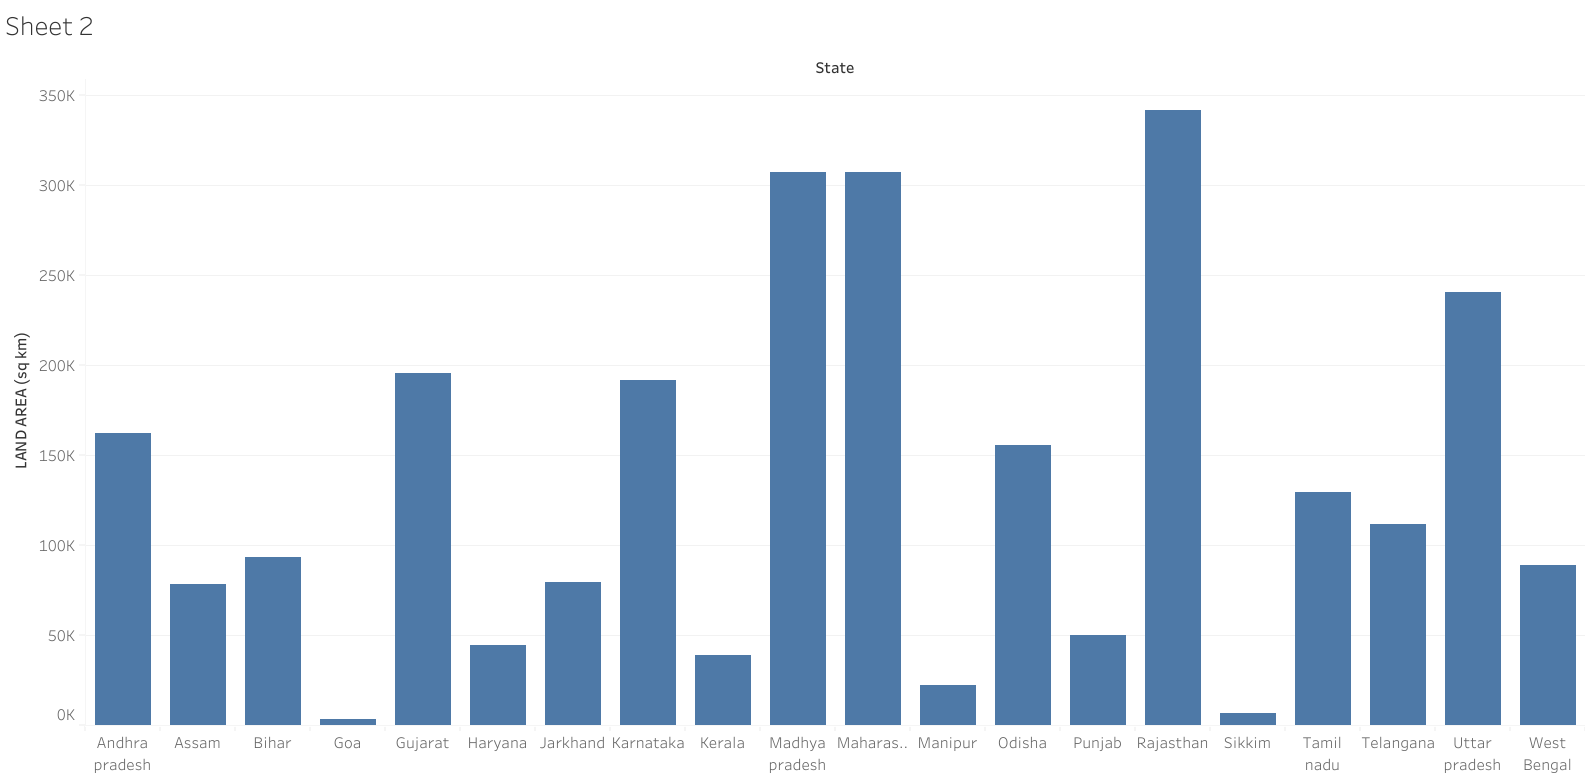 Sheet 2
State
350K
300K
250K
200K
150K
100K
50K
0K
LAND AREA (sq km)
Andhra pradesh
Assam
Bihar
Goa
Gujarat
Haryana
Jarkhand
Karnataka
Kerala
Madhya pradesh
Maharas..
Manipur
Odisha
Punjab
Rajasthan
Sikkim
Tamil nadu
Telangana
Uttar pradesh
West Bengal